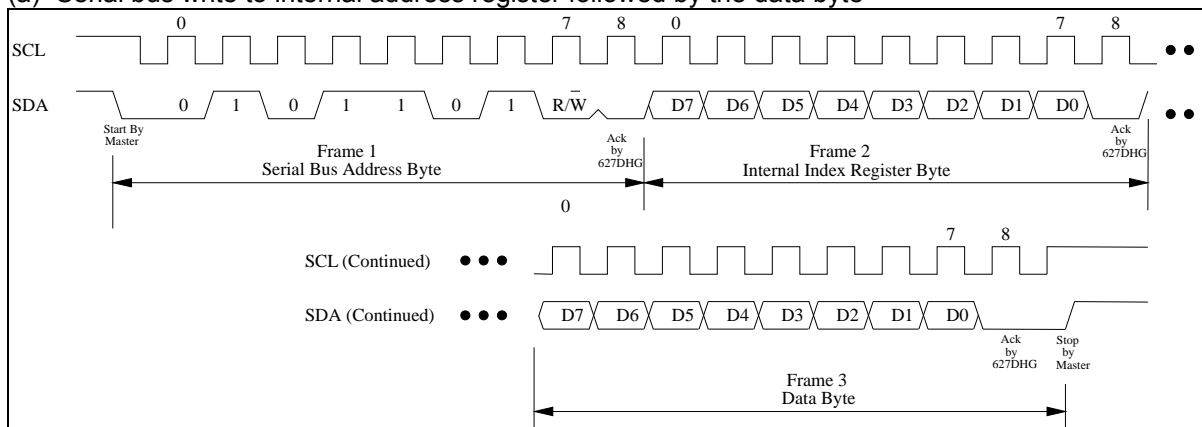 (a) Serial bus write to internal address register followed by the data byte
0 7 8 0 7 8
SCL
SDA 0 1 0 1 1 0 1 R/W D7 D6 D5 D4 D3 D2 D1 D0
Start By
Master
Ack
by
627DHG
Ack
by
627DHG
Frame 1
Serial Bus Address Byte
Frame 2
Internal Index Register Byte
0
7 8
SCL (Continued)
SDA (Continued) D7 D6 D5 D4 D3 D2 D1 D0
Ack
by
627DHG
Stop
by
Master
Frame 3
Data Byte